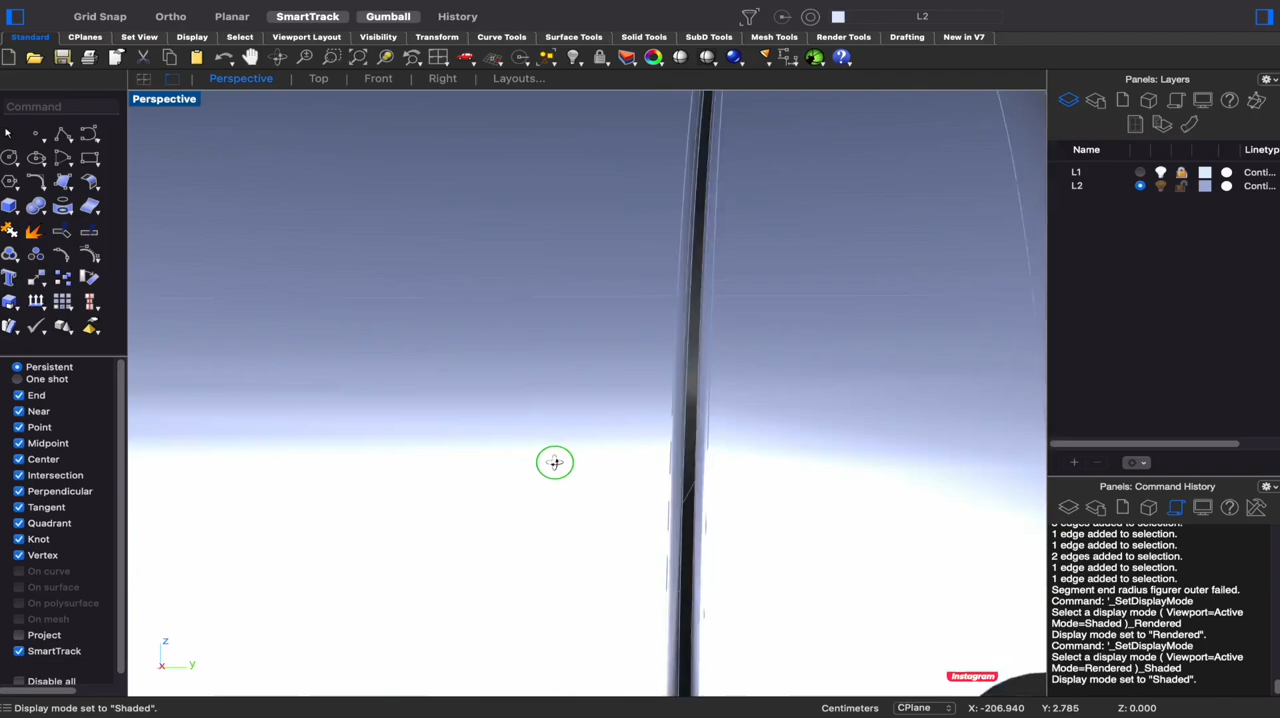 Grid Snap Ortho Planar SmartTrack Gumball History L2
Standard CPlanes Set View Display Select Viewport Layout Visibility Transform Curve Tools Surface Tools Solid Tools SubD Tools Mesh Tools Render Tools Drafting New in V7
Perspective Top Front Right Layouts...
Panels: Layers
Perspective
Command
Name Linetyp
L1 Conti...
L2 Conti...
Persistent
One shot
End
Near
Point
Midpoint
Center
Intersection
Perpendicular
Tangent
Quadrant
Knot
Vertex
On curve
On surface
On polysurface
On mesh
Project
SmartTrack
Disable all
z
x y
Instagram
Panels: Command History
3 edges added to selection.
1 edge added to selection.
1 edge added to selection.
2 edges added to selection.
1 edge added to selection.
1 edge added to selection.
Segment end radius figurer outer failed.
Command: '_SetDisplayMode
Select a display mode ( Viewport=Active
Mode=Shaded )_Rendered
Display mode set to "Rendered".
Command: '_SetDisplayMode
Select a display mode ( Viewport=Active
Mode=Rendered )_Shaded
Display mode set to "Shaded".
Display mode set to "Shaded". Centimeters CPlane X: -206.940 Y: 2.785 Z: 0.000